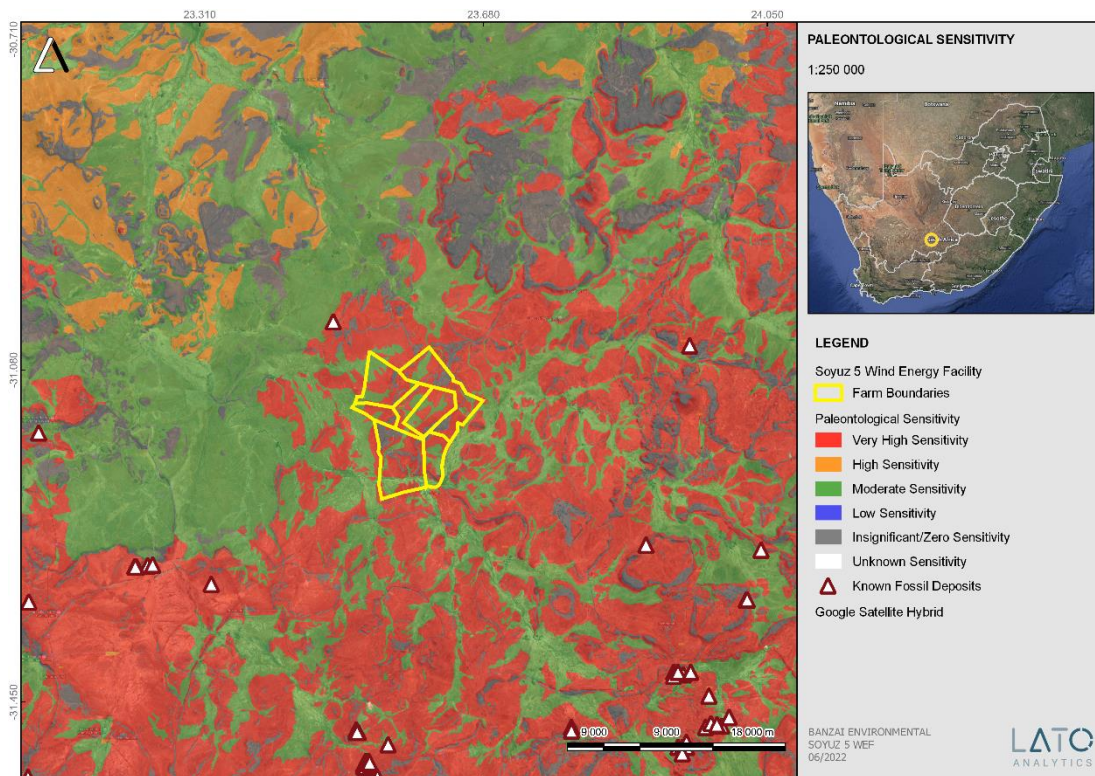 23.310
23.680
24.050
-30.710
-31.080
-31.450
9 000
9 000
18 000 m
PALEONTOLOGICAL SENSITIVITY
1:250 000
Namibia
Botswana
Lesotho
LEGEND
Soyuz 5 Wind Energy Facility
Farm Boundaries
Paleontological Sensitivity
Very High Sensitivity
High Sensitivity
Moderate Sensitivity
Low Sensitivity
Insignificant/Zero Sensitivity
Unknown Sensitivity
Known Fossil Deposits
Google Satellite Hybrid
BANZAI ENVIRONMENTAL
SOYUZ 5 WEF
06/2022
LATO
ANALYTICS